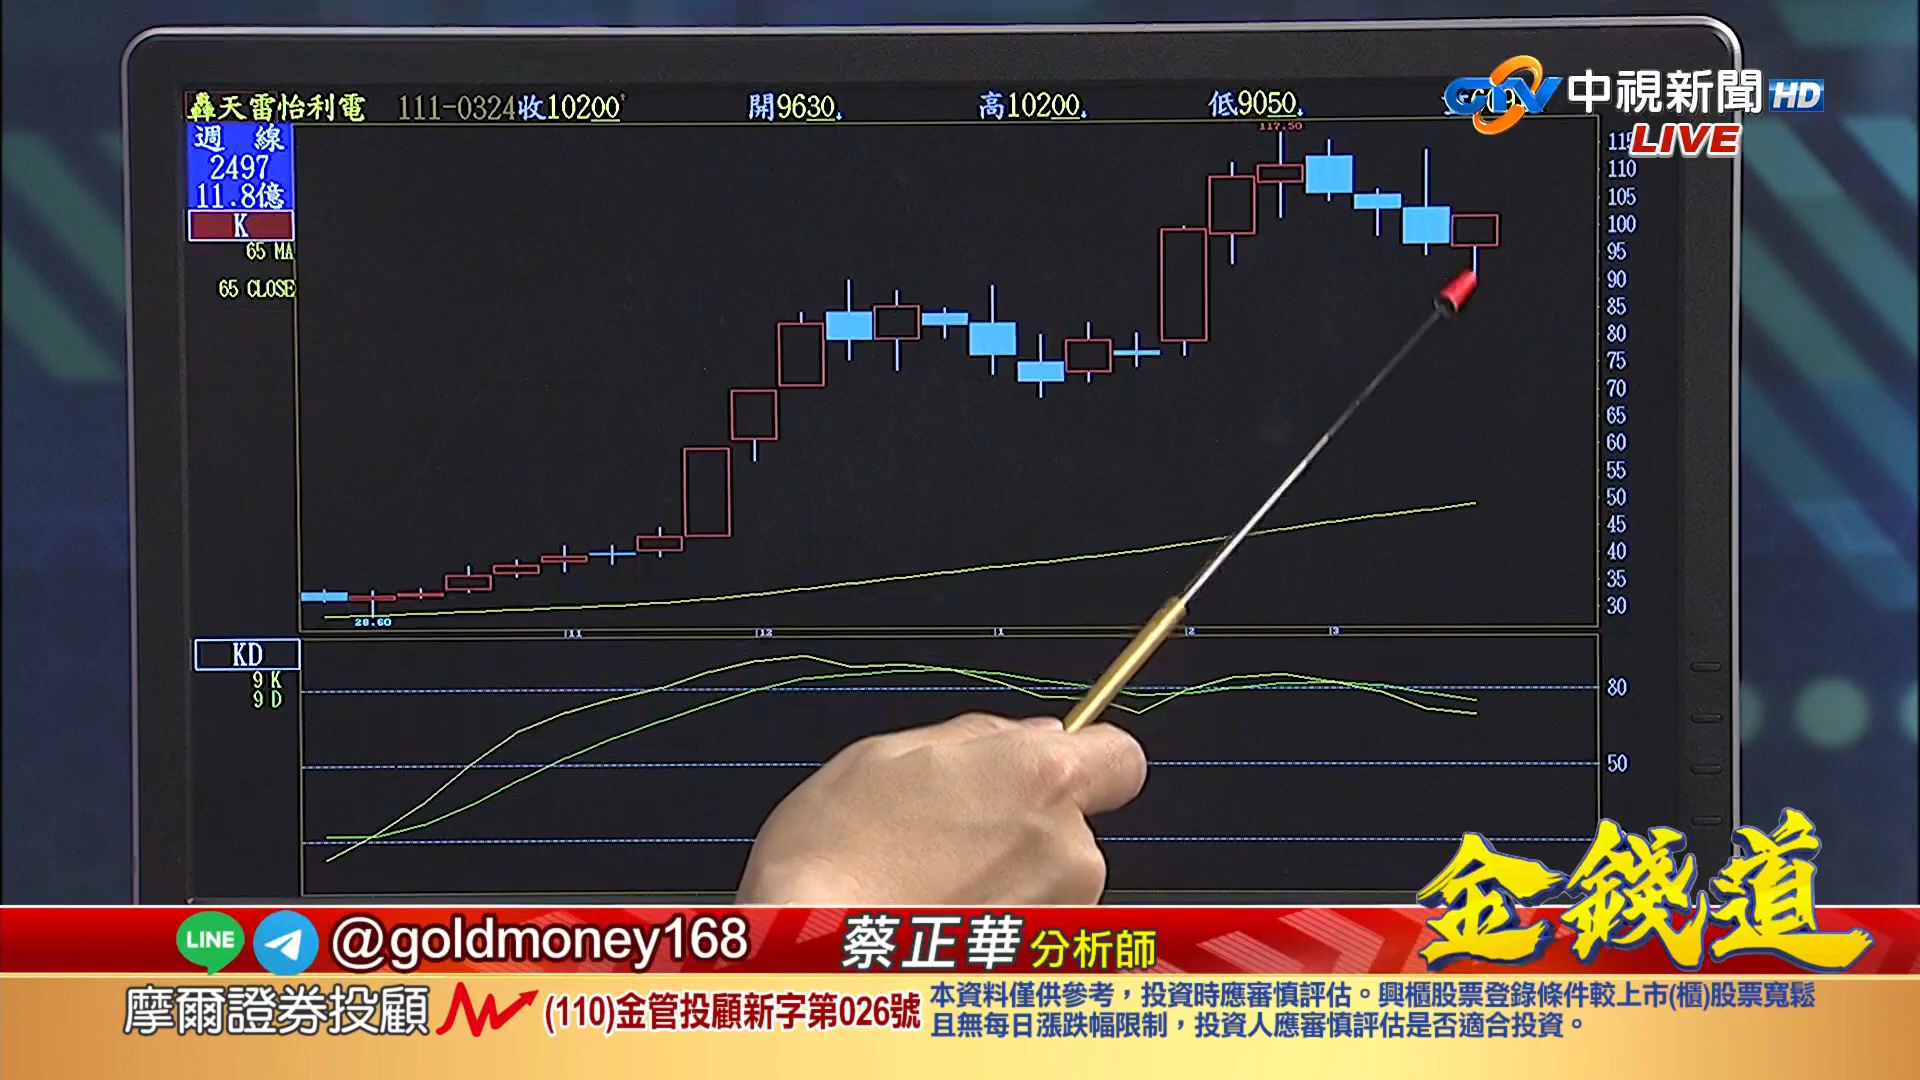 轟天雷怡利電 111-0324收10200 開9630 高10200 低9050
CTV 中視新聞 HD
LIVE
週 線
2497
11.8億
K
65 MA
65 CLOSE
117.50
110
105
100
95
90
85
80
75
70
65
60
55
50
45
40
35
30
28.60
11 12 1 2 3
KD
9 K
9 D
80
50
金錢道
LINE @goldmoney168 蔡正華 分析師
摩爾證券投顧 (110)金管投顧新字第026號
本資料僅供參考，投資時應審慎評估。興櫃股票登錄條件較上市(櫃)股票寬鬆
且無每日漲跌幅限制，投資人應審慎評估是否適合投資。